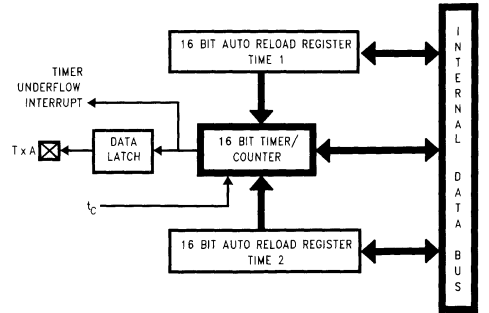 16 BIT AUTO RELOAD REGISTER
TIME 1
TIMER
UNDERFLOW
INTERRUPT
TxA
DATA
LATCH
16 BIT TIMER/
COUNTER
tC
16 BIT AUTO RELOAD REGISTER
TIME 2
INTERNAL DATA BUS